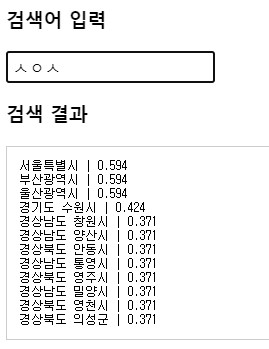 검색어 입력
ㅅㅇㅅ
검색 결과
서울특별시 | 0.594
부산광역시 | 0.594
울산광역시 | 0.594
경기도 수원시 | 0.424
경상남도 창원시 | 0.371
경상남도 양산시 | 0.371
경상북도 안동시 | 0.371
경상남도 통영시 | 0.371
경상북도 영주시 | 0.371
경상남도 밀양시 | 0.371
경상북도 영천시 | 0.371
경상북도 의성군 | 0.371